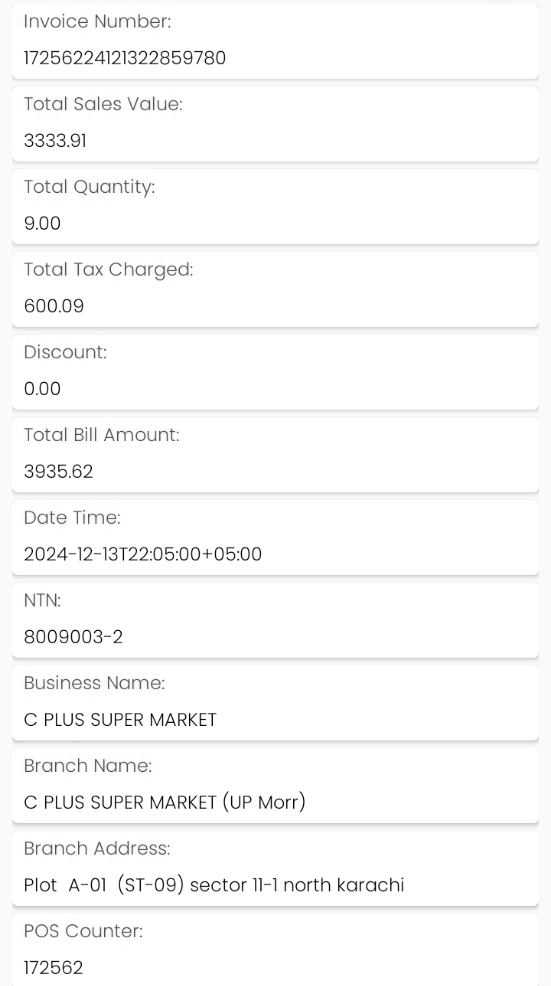 Invoice Number:
17256224121322859780
Total Sales Value:
3333.91
Total Quantity:
9.00
Total Tax Charged:
600.09
Discount:
0.00
Total Bill Amount:
3935.62
Date Time:
2024-12-13T22:05:00+05:00
NTN:
8009003-2
Business Name:
C PLUS SUPER MARKET
Branch Name:
C PLUS SUPER MARKET (UP Morr)
Branch Address:
Plot  A-01  (ST-09) sector 11-1 north karachi
POS Counter:
172562